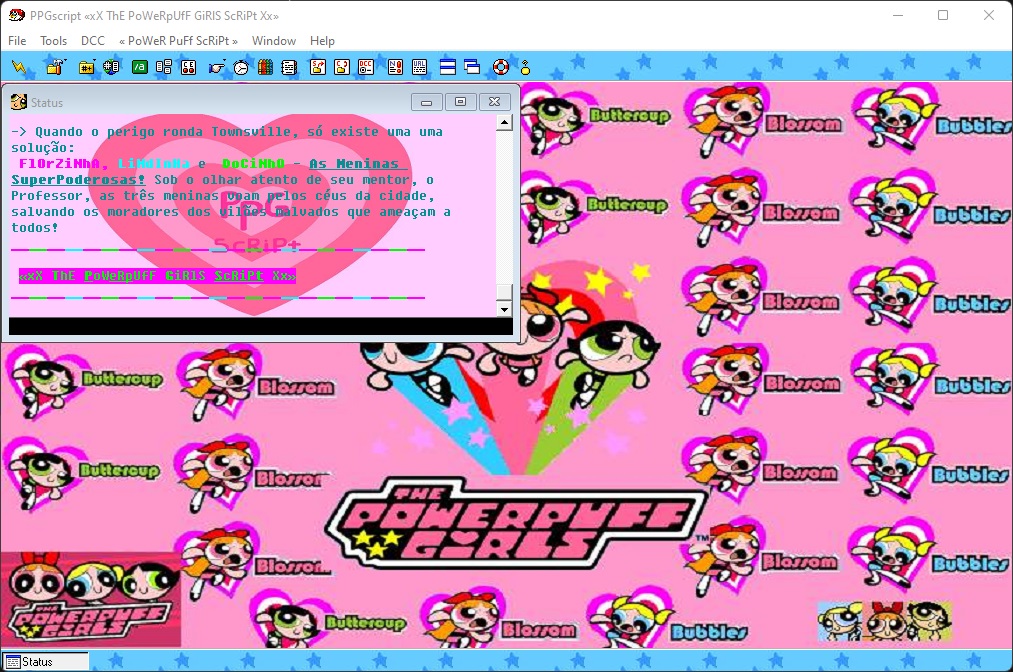 PPGscript «xX ThE PoWeRpUfF GiRlS ScRiPt Xx»
File Tools DCC « PoWeR PuFf ScRiPt » Window Help
Status
-> Quando o perigo ronda Townsville, só existe uma uma
solução:
FlOrZiNhA, LiNdInHa e DoCiNhO - As Meninas
SuperPoderosas! Sob o olhar atento de seu mentor, o
Professor, as três meninas voam pelos céus da cidade,
salvando os moradores dos vilões malvados que ameaçam a
todos!
PPG
ScRiPt
«xX ThE PoWeRpUfF GiRlS ScRiPt Xx»
Buttercup Blossom Bubbles
Buttercup Blossom Bubbles
Blossom Bubbles
Buttercup Blossom Blossom Bubbles
Buttercup Blossom Blossom Bubbles
THE
POWERPUFF
GIRLS
TM
Blossom Blossom Bubbles
THE
POWERPUFF
GIRLS
Buttercup Blossom Bubbles
Status